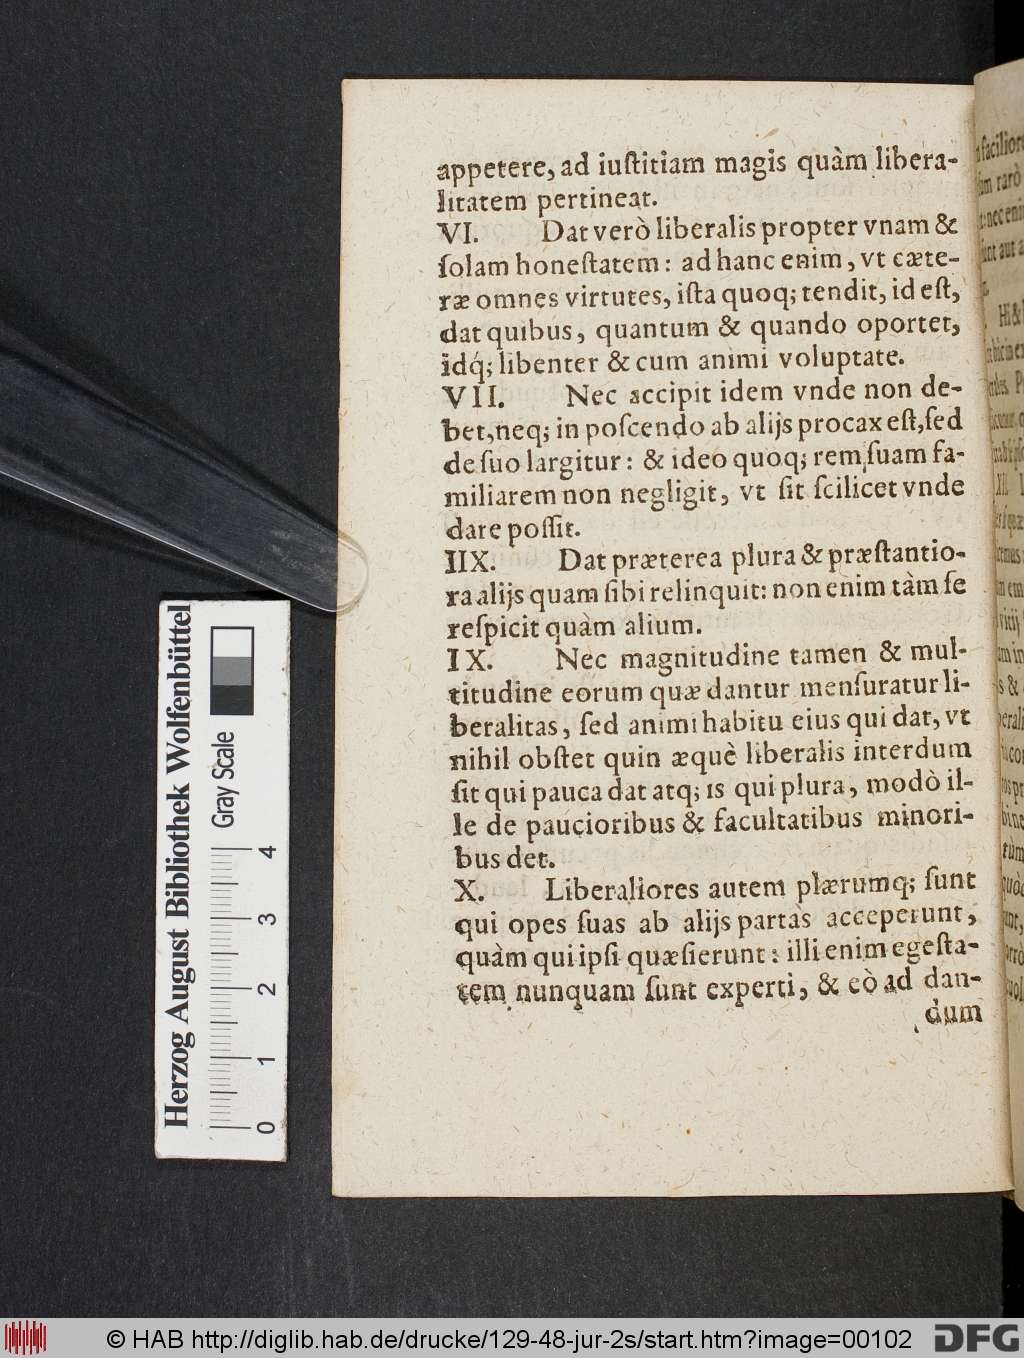 appetere, ad iuſtitiam magis quàm libera-
litatem pertineat.
VI. Dat verò liberalis propter vnam &
ſolam honeſtatem: ad hanc enim, vt cæte-
ræ omnes virtutes, iſta quoq; tendit, id eſt,
dat quibus, quantum & quando oportet,
idq́; libenter & cum animi voluptate.
VII. Nec accipit idem vnde non de-
bet, neq; in poſcendo ab alijs procax eſt, ſed
de ſuo largitur: & ideo quoq; rem ſuam fa-
miliarem non negligit, vt ſit ſcilicet vnde
dare poſſit.
IIX. Dat præterea plura & præſtantio-
ra alijs quam ſibi relinquit: non enim tàm ſe
reſpicit quàm alium.
IX. Nec magnitudine tamen & mul-
titudine eorum quæ dantur menſuratur li-
beralitas, ſed animi habitu eius qui dat, vt
nihil obſtet quin æquè liberalis interdum
ſit qui pauca dat atq; is qui plura, modò il-
le de paucioribus & facultatibus minori-
bus det.
X. Liberaliores autem plærumq; ſunt
qui opes ſuas ab alijs partas acceperunt,
quàm qui ipſi quæſierunt: illi enim egeſta-
tem nunquam ſunt experti, & eò ad dan-
dum
Herzog August Bibliothek Wolfenbüttel
Gray Scale
0 1 2 3 4
© HAB http://diglib.hab.de/drucke/129-48-jur-2s/start.htm?image=00102
DFG